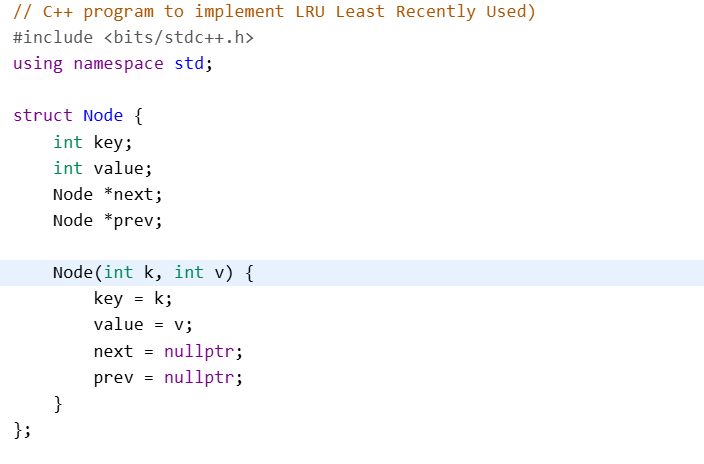 // C++ program to implement LRU Least Recently Used)
#include <bits/stdc++.h>
using namespace std;

struct Node {
    int key;
    int value;
    Node *next;
    Node *prev;

    Node(int k, int v) {
        key = k;
        value = v;
        next = nullptr;
        prev = nullptr;
    }
};